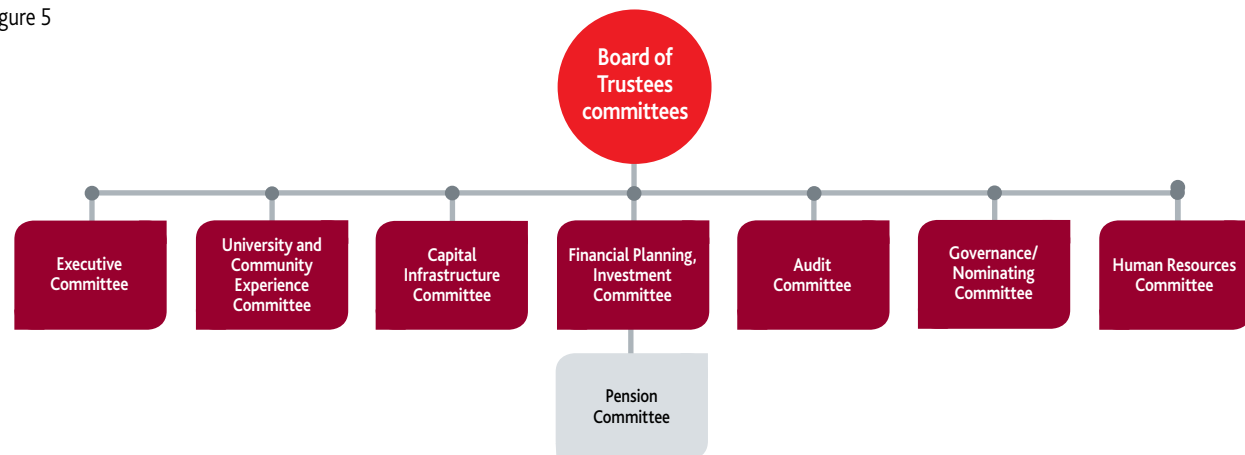 gure 5
Board of
Trustees
committees
Executive
Committee
University and
Community
Experience
Committee
Capital
Infrastructure
Committee
Financial Planning,
Investment
Committee
Audit
Committee
Governance/
Nominating
Committee
Human Resources
Committee
Pension
Committee